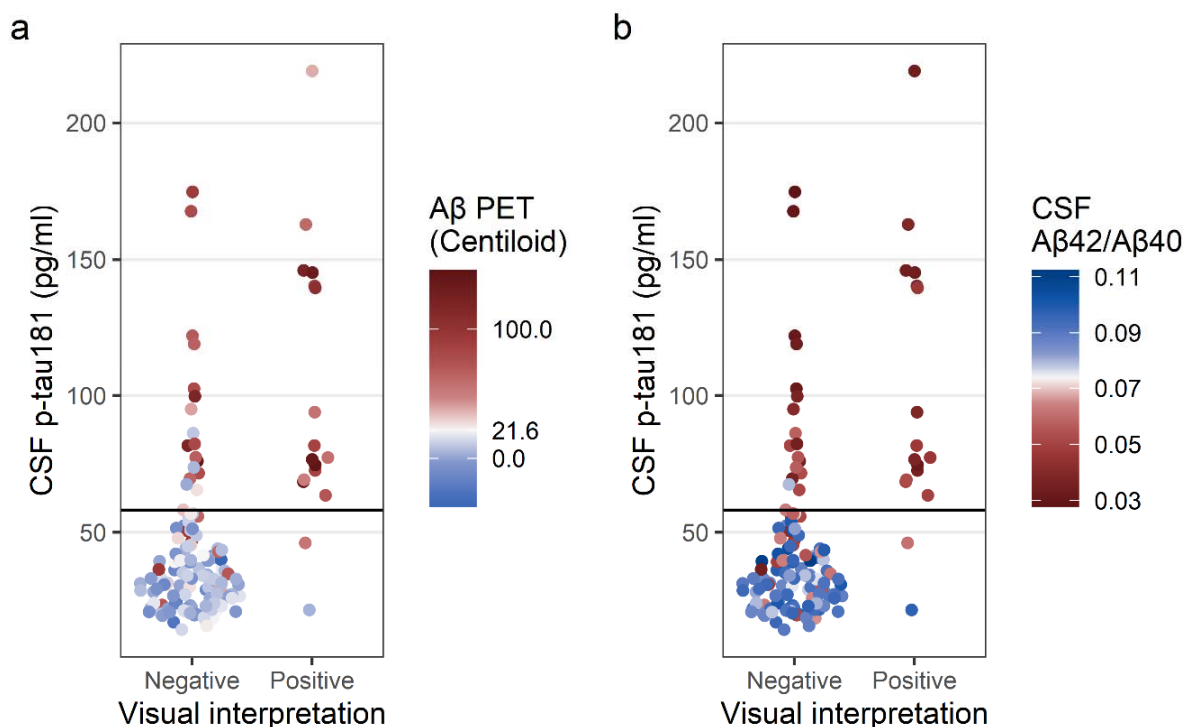 a
CSF p-tau181 (pg/ml)
200
150
100
50
Negative
Positive
Visual interpretation
Aβ PET
(Centiloid)
100.0
21.6
0.0
b
CSF p-tau181 (pg/ml)
200
150
100
50
Negative
Positive
Visual interpretation
CSF
Aβ42/Aβ40
0.11
0.09
0.07
0.05
0.03